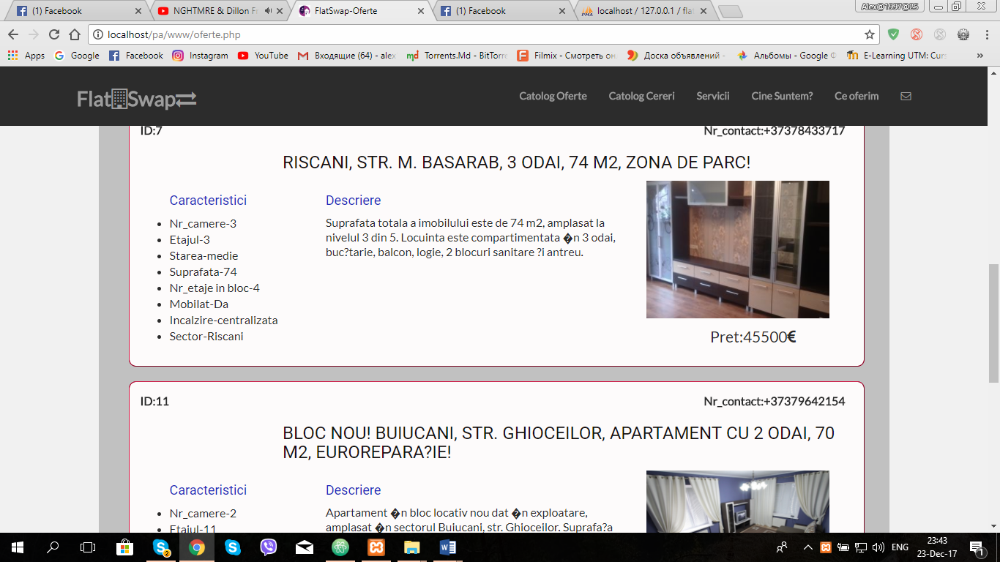 (1) Facebook
NGHTMRE & Dillon Fr
FlatSwap-Oferte
(1) Facebook
localhost / 127.0.0.1 / fla
Alex@1997@25
localhost/pa/www/oferte.php
Apps Google Facebook Instagram YouTube Входящие (64) - alex Torrents.Md - BitTorre Filmix - Смотреть он Доска объявлений - Альбомы - Google Ф E-Learning UTM: Curs »
FlatSwap
Catolog Oferte Catolog Cereri Servicii Cine Suntem? Ce oferim
ID:7 Nr_contact:+37378433717
RISCANI, STR. M. BASARAB, 3 ODAI, 74 M2, ZONA DE PARC!
Caracteristici
• Nr_camere-3
• Etajul-3
• Starea-medie
• Suprafata-74
• Nr_etaje in bloc-4
• Mobilat-Da
• Incalzire-centralizata
• Sector-Riscani
Descriere
Suprafata totala a imobilului este de 74 m2, amplasat la
nivelul 3 din 5. Locuinta este compartimentata �n 3 odai,
buc?tarie, balcon, logie, 2 blocuri sanitare ?i antreu.
Pret:45500€
ID:11 Nr_contact:+37379642154
BLOC NOU! BUIUCANI, STR. GHIOCEILOR, APARTAMENT CU 2 ODAI, 70
M2, EUROREPARA?IE!
Caracteristici
• Nr_camere-2
• Etajul-11
Descriere
Apartament �n bloc locativ nou dat �n exploatare,
amplasat �n sectorul Buiucani, str. Ghioceilor. Suprafa?a
2
ENG
23:43
23-Dec-17
1